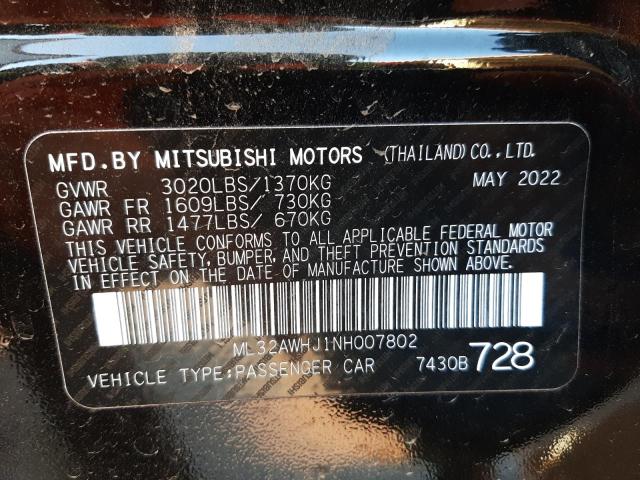 MFD.BY MITSUBISHI MOTORS (THAILAND)CO.,LTD.
GVWR 3020LBS/1370KG MAY 2022
GAWR FR 1609LBS/ 730KG
GAWR RR 1477LBS/ 670KG
THIS VEHICLE CONFORMS TO ALL APPLICABLE FEDERAL MOTOR
VEHICLE SAFETY, BUMPER, AND THEFT PREVENTION STANDARDS
IN EFFECT ON THE DATE OF MANUFACTURE SHOWN ABOVE.
ML32AWHJ1NH007802
VEHICLE TYPE:PASSENGER CAR 7430B 728